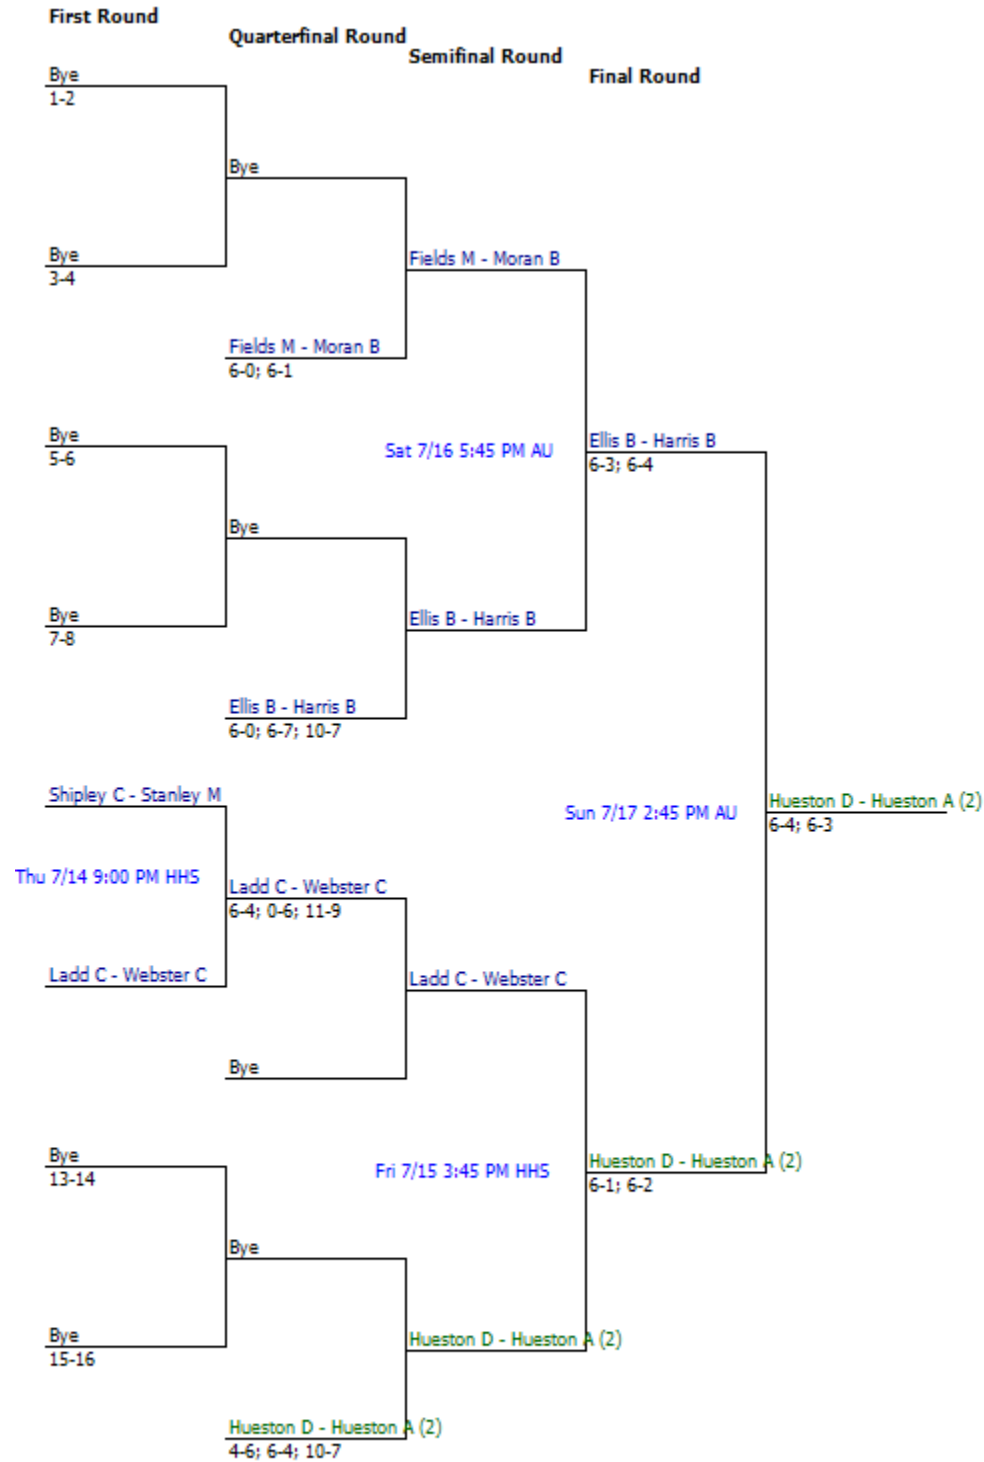 First Round
Quarterfinal Round
Semifinal Round
Final Round
Bye
1-2
Bye
Bye
3-4
Fields M - Moran B
Fields M - Moran B
6-0; 6-1
Bye
5-6
Sat 7/16 5:45 PM AU
Ellis B - Harris B
6-3; 6-4
Bye
Bye
7-8
Ellis B - Harris B
Ellis B - Harris B
6-0; 6-7; 10-7
Shipley C - Stanley M
Sun 7/17 2:45 PM AU
Hueston D - Hueston A (2)
6-4; 6-3
Thu 7/14 9:00 PM HHS
Ladd C - Webster C
6-4; 0-6; 11-9
Ladd C - Webster C
Ladd C - Webster C
Bye
Bye
13-14
Fri 7/15 3:45 PM HHS
Hueston D - Hueston A (2)
6-1; 6-2
Bye
Bye
15-16
Hueston D - Hueston A (2)
Hueston D - Hueston A (2)
4-6; 6-4; 10-7